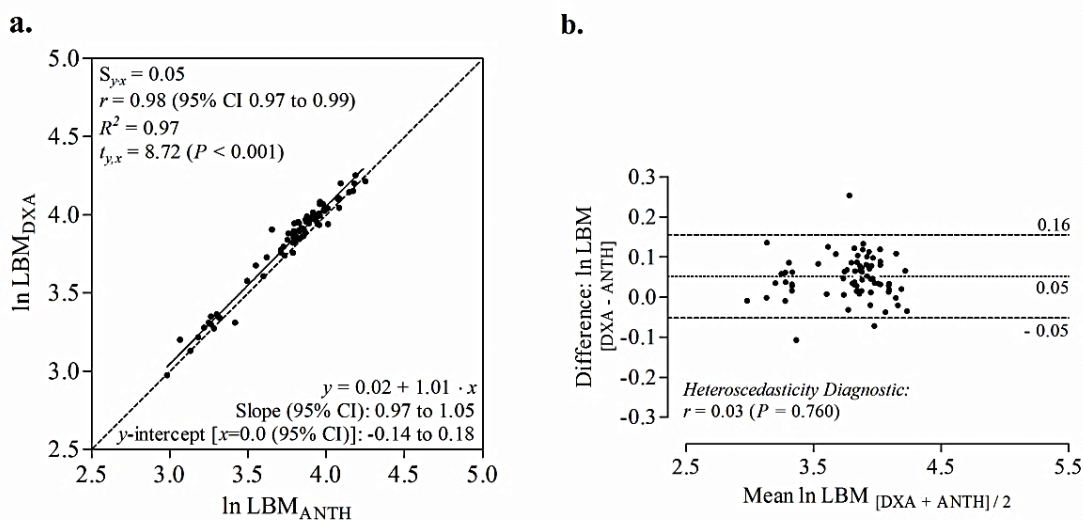 a.
5.0
4.5
4.0
3.5
3.0
2.5
ln LBM_DXA
S_y·x = 0.05
r = 0.98 (95% CI 0.97 to 0.99)
R² = 0.97
t_y,x = 8.72 (P < 0.001)
y = 0.02 + 1.01 · x
Slope (95% CI): 0.97 to 1.05
y-intercept [x=0.0 (95% CI)]: -0.14 to 0.18
2.5 3.0 3.5 4.0 4.5 5.0
ln LBM_ANTH
b.
0.3
0.2
0.1
0.0
-0.1
-0.2
-0.3
Difference: ln LBM
[DXA - ANTH]
0.16
0.05
- 0.05
Heteroscedasticity Diagnostic:
r = 0.03 (P = 0.760)
2.5 3.5 4.5 5.5
Mean ln LBM [DXA + ANTH] / 2